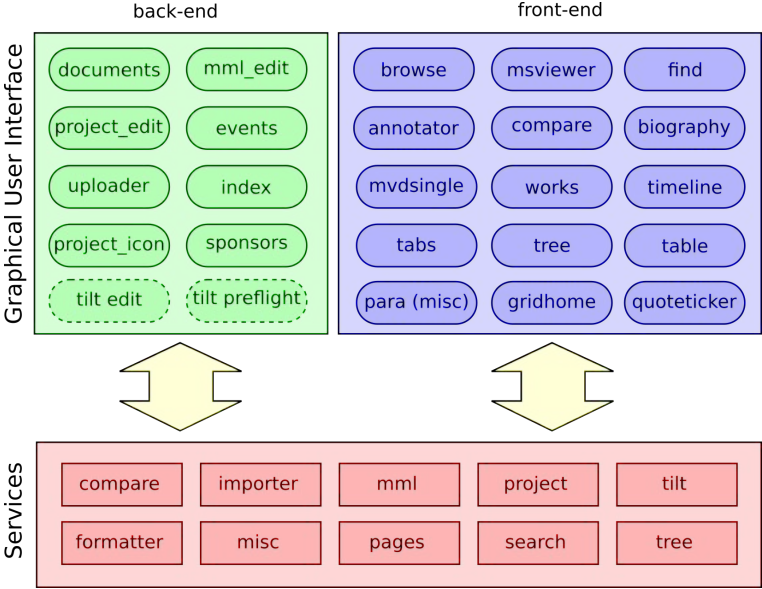 back-end
front-end
Graphical User Interface
documents
mml_edit
project_edit
events
uploader
index
project_icon
sponsors
tilt edit
tilt preflight
browse
msviewer
find
annotator
compare
biography
mvdsingle
works
timeline
tabs
tree
table
para (misc)
gridhome
quoteticker
Services
compare
importer
mml
project
tilt
formatter
misc
pages
search
tree